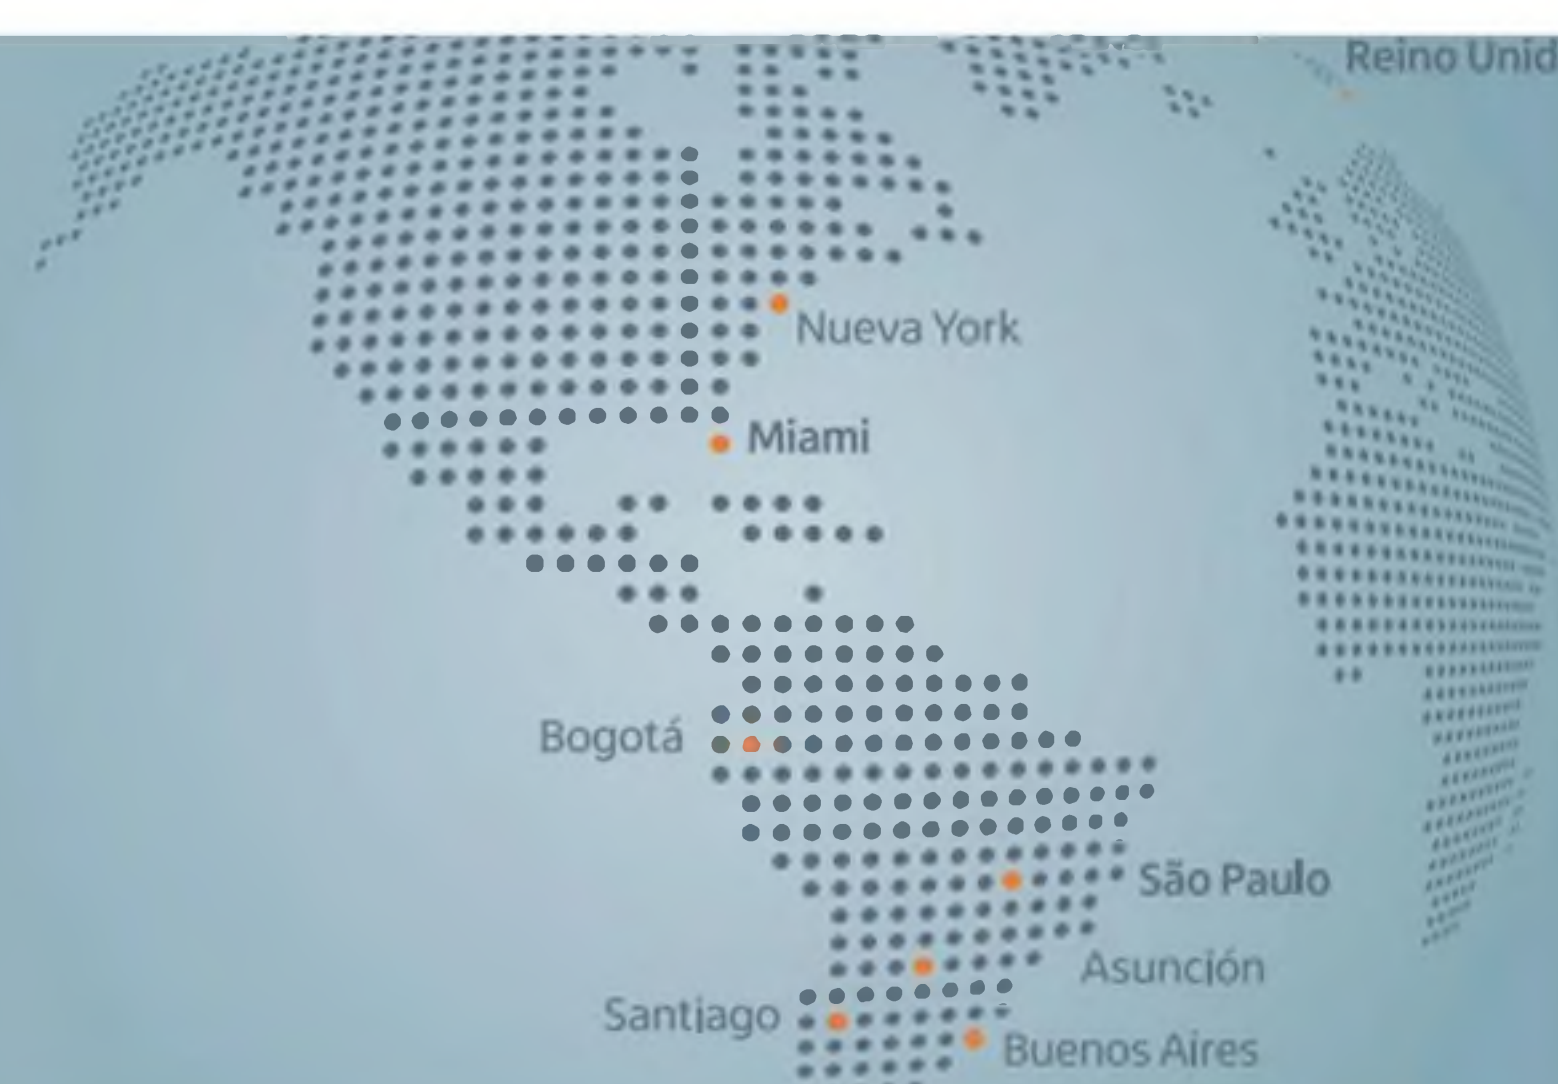 Reino Unid
Nueva York
Miami
Bogotá
São Paulo
Asunción
Santiago
Buenos Aires